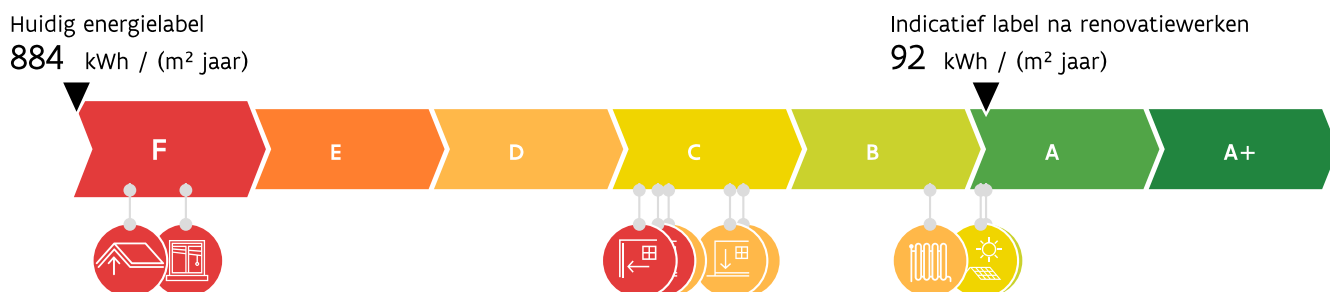 Huidig energielabel
884 kWh / (m² jaar)
Indicatief label na renovatiewerken
92 kWh / (m² jaar)
F E D C B A A+